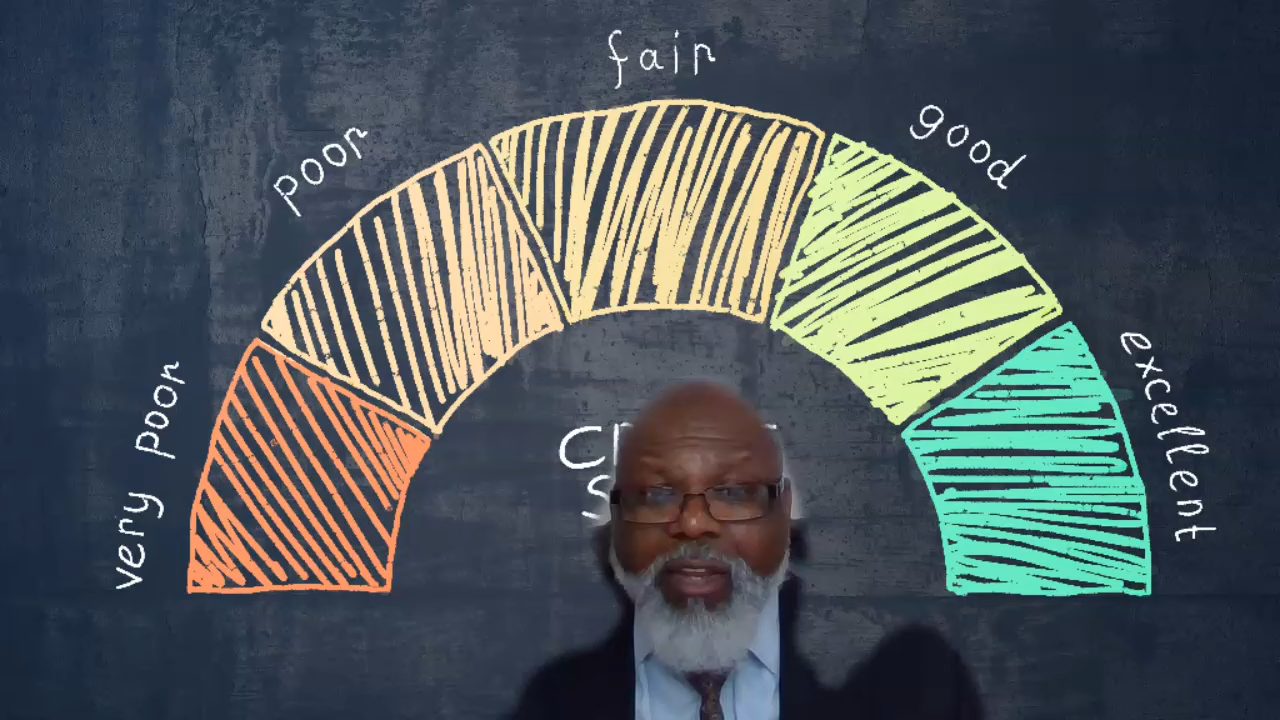 fair
good
poor
excellent
very poor